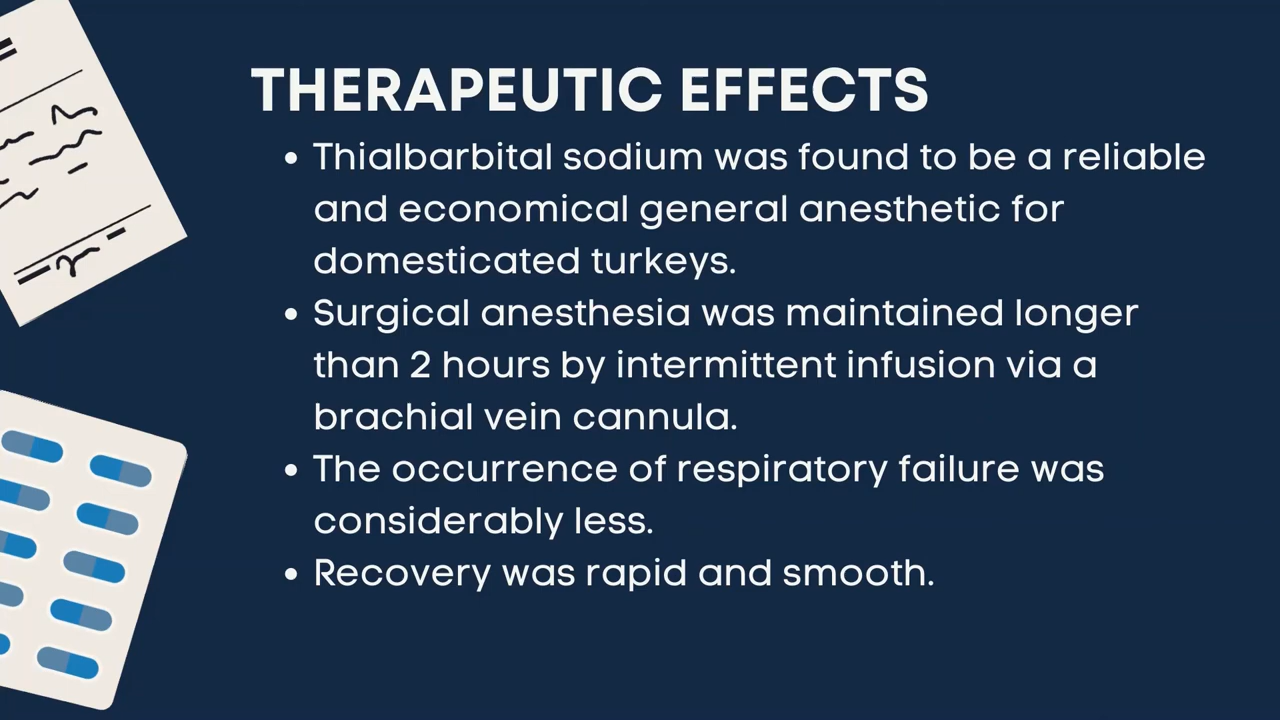 THERAPEUTIC EFFECTS
• Thialbarbital sodium was found to be a reliable
and economical general anesthetic for
domesticated turkeys.
• Surgical anesthesia was maintained longer
than 2 hours by intermittent infusion via a
brachial vein cannula.
• The occurrence of respiratory failure was
considerably less.
• Recovery was rapid and smooth.